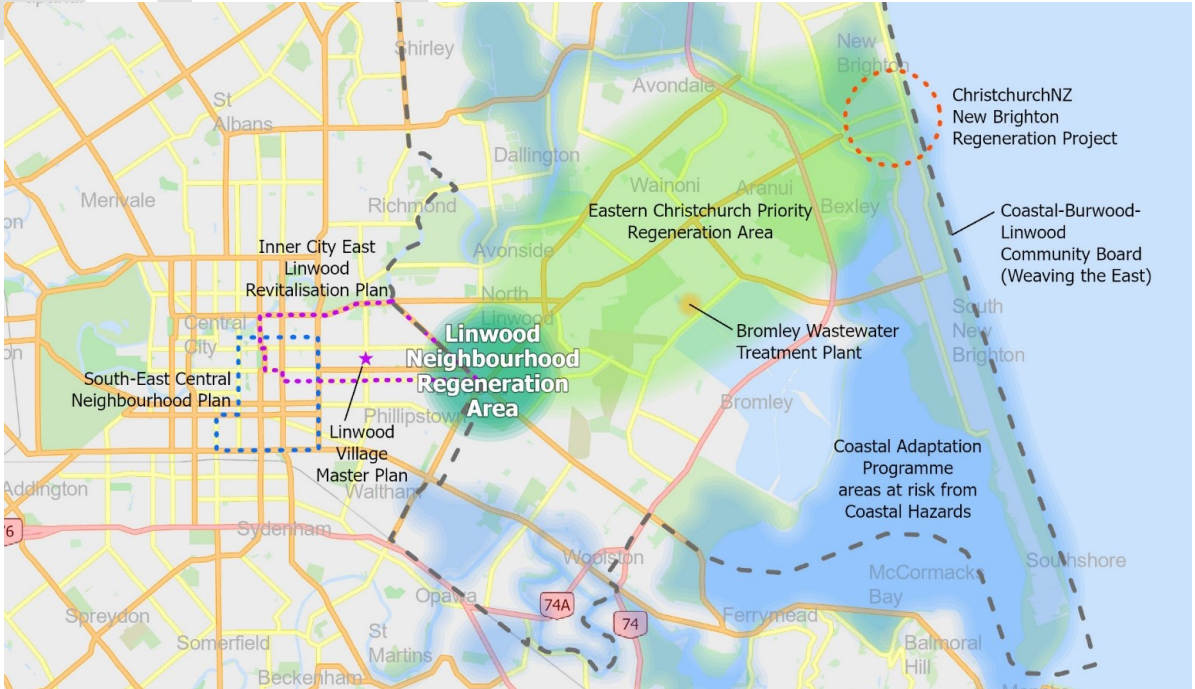 Shirley
New
Brighton
Avondale
St
Albans
ChristchurchNZ
New Brighton
Regeneration Project
Dallington
Merivale
Richmond
Wainoni
Aranui
Bexley
Eastern Christchurch Priority
Regeneration Area
Coastal-Burwood-
Linwood
Community Board
(Weaving the East)
Inner City East
Linwood
Revitalisation Plan
Avonside
North
Linwood
Central
City
South
New
Brighton
Linwood
Neighbourhood
Regeneration
Area
Bromley Wastewater
Treatment Plant
South-East Central
Neighbourhood Plan
Phillipstown
Bromley
Linwood
Village
Master Plan
Coastal Adaptation
Programme
areas at risk from
Coastal Hazards
Addington
Waltham
Sydenham
Woolston
Southshore
McCormacks
Bay
76
Opawa
74A
74
Ferrymead
Spreydon
Somerfield
St
Martins
Balmoral
Hill
Beckenham